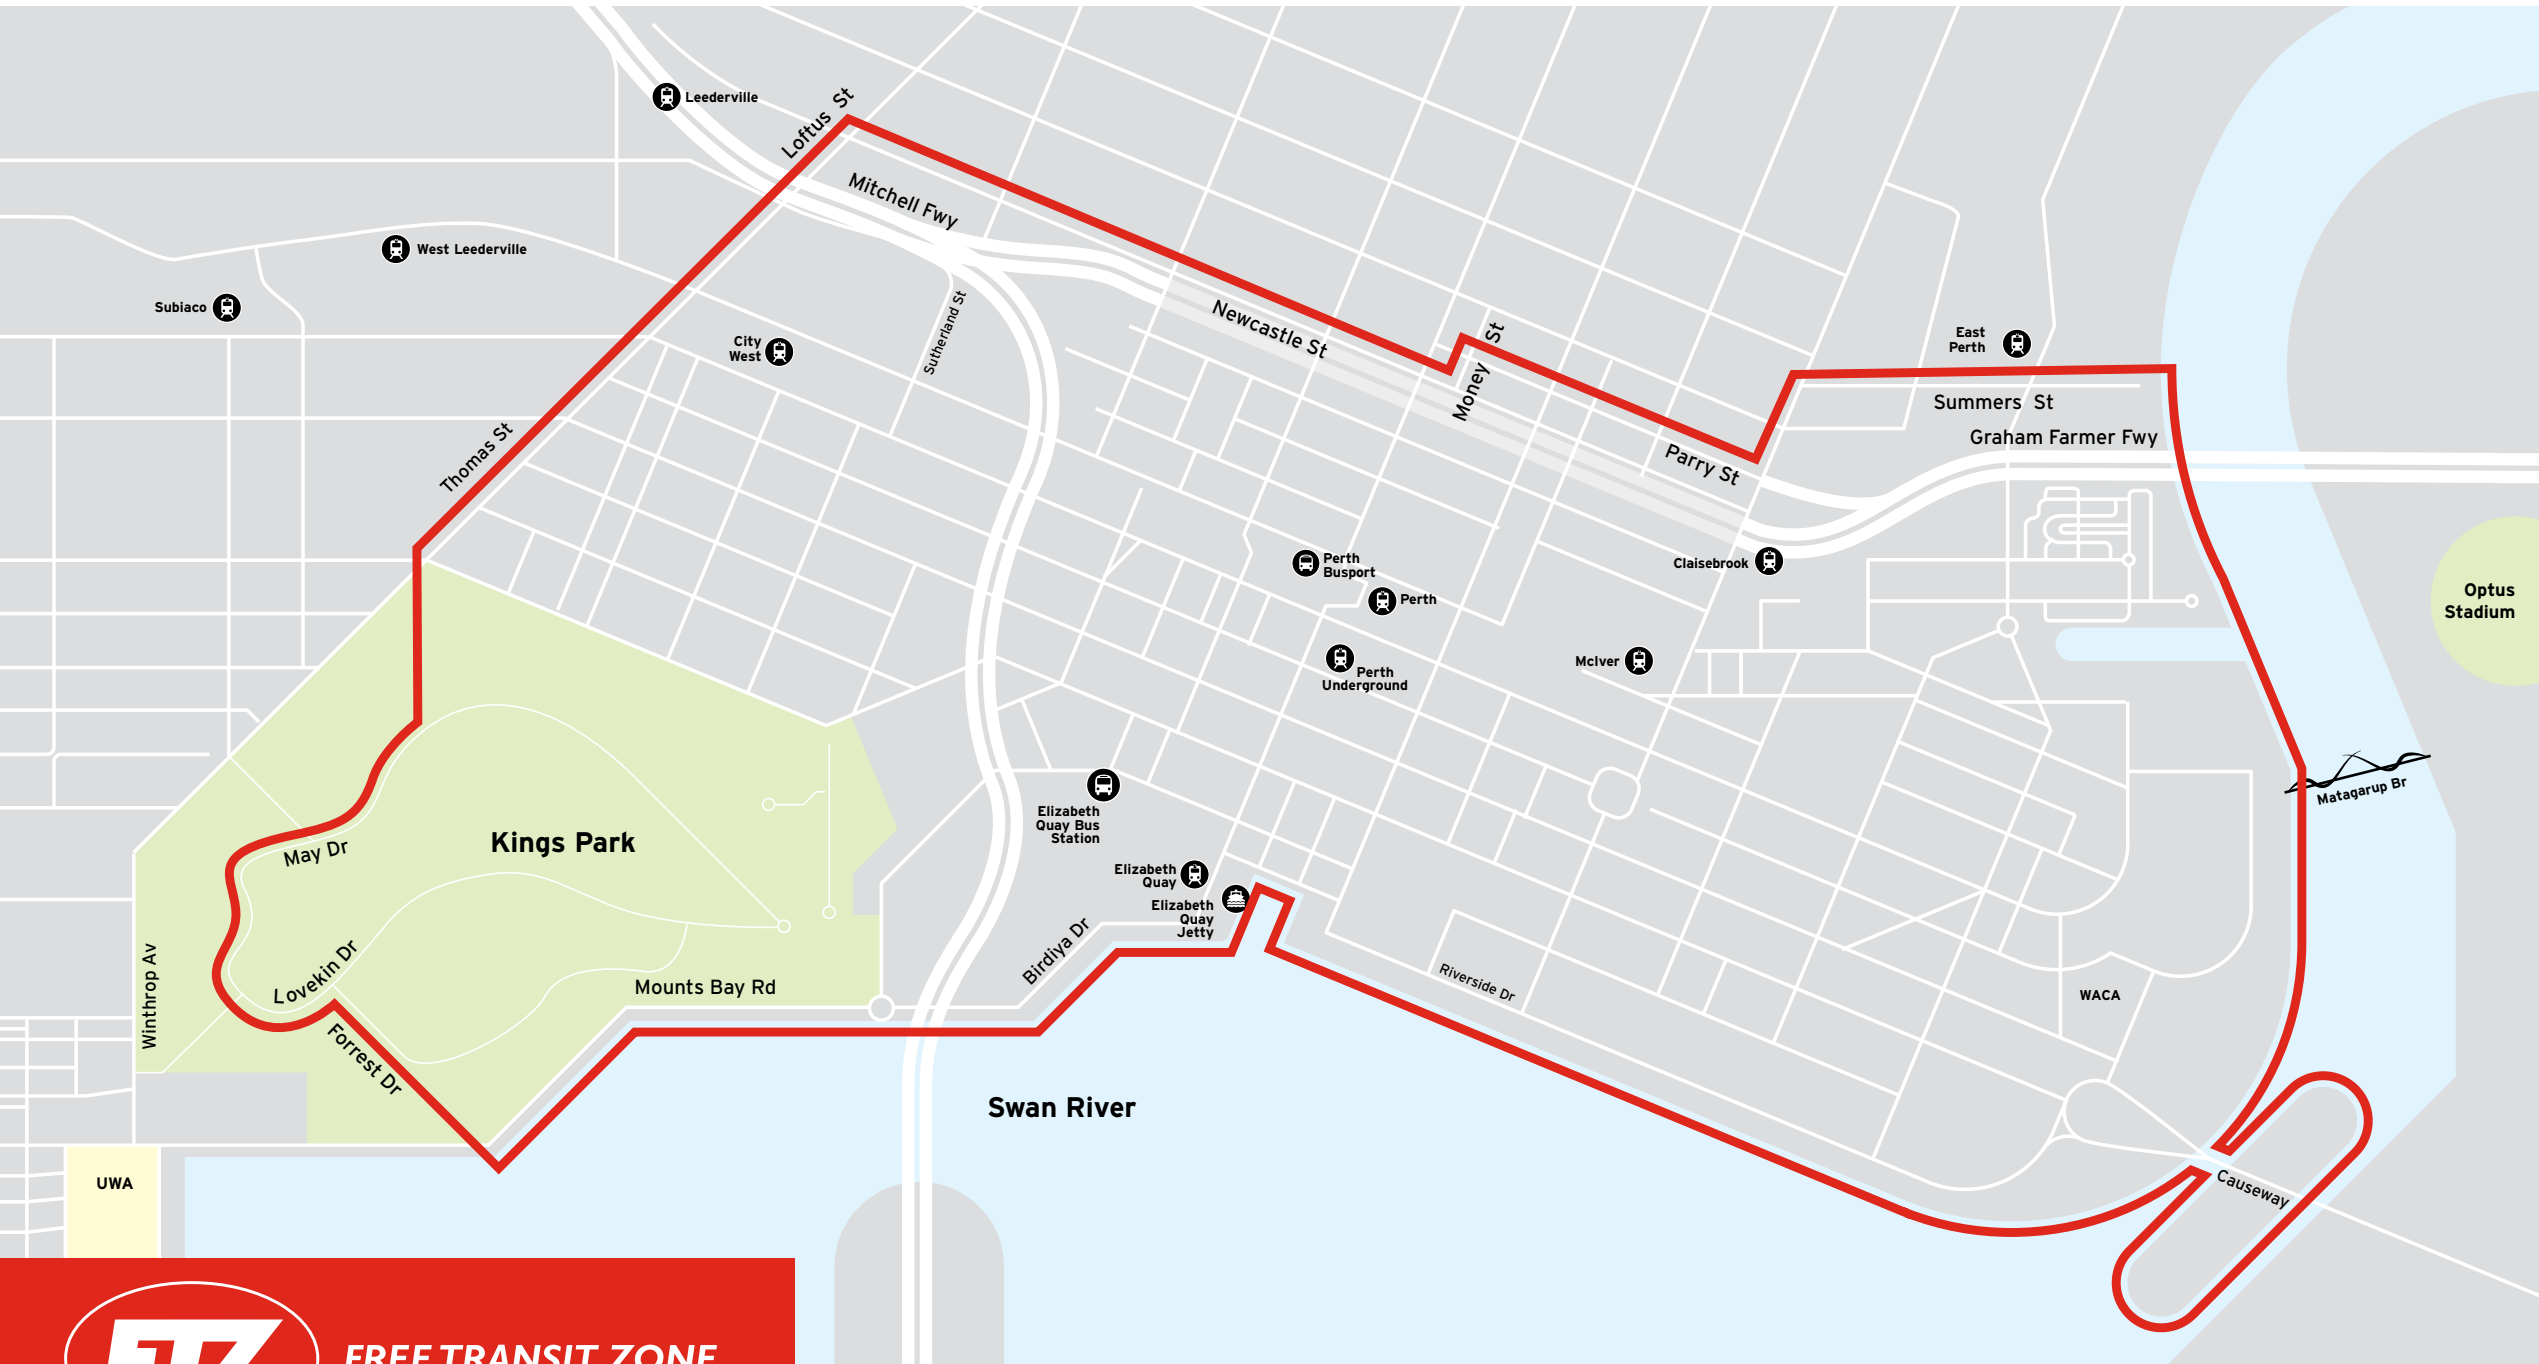 Leederville
Loftus St
Mitchell Fwy
West Leederville
Subiaco
City
West
Sutherland St
Newcastle St
Money St
East
Perth
Summers St
Graham Farmer Fwy
Thomas St
Parry St
Perth
Busport
Perth
Claisebrook
Optus
Stadium
Perth
Underground
McIver
Matagarup Br
Elizabeth
Quay Bus
Station
Kings Park
May Dr
Elizabeth
Quay
Elizabeth
Quay
Jetty
Winthrop Av
Lovekin Dr
Birdiya Dr
Mounts Bay Rd
Riverside Dr
WACA
Forrest Dr
Swan River
UWA
Causeway
FREE TRANSIT ZONE